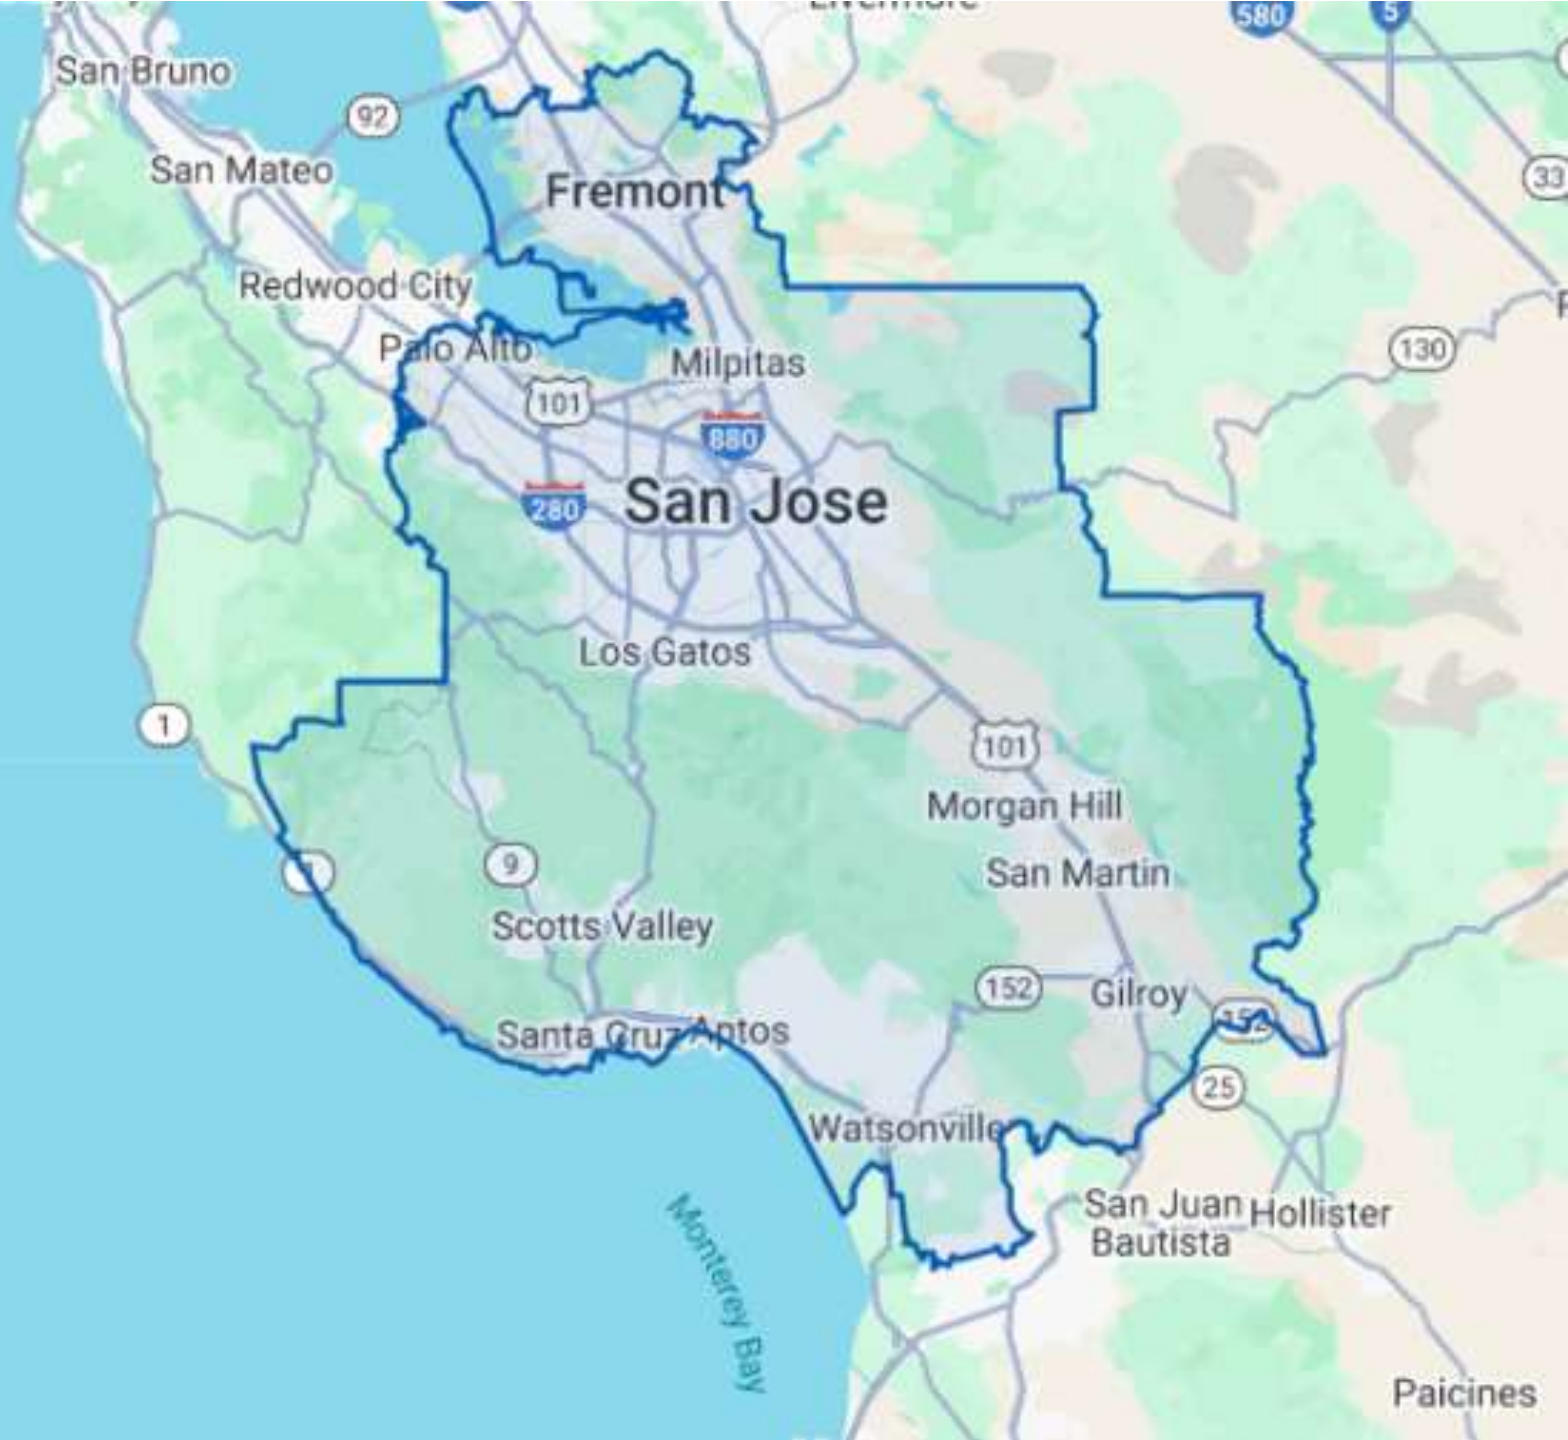 Livermore
580
5
San Bruno
92
San Mateo
33
Fremont
Redwood City
Palo Alto
130
Milpitas
101
880
280
San Jose
Los Gatos
1
101
Morgan Hill
9
San Martin
Scotts Valley
152
Gilroy
152
Santa Cruz
Aptos
25
Watsonville
San Juan
Bautista
Hollister
Monterey Bay
Paicines